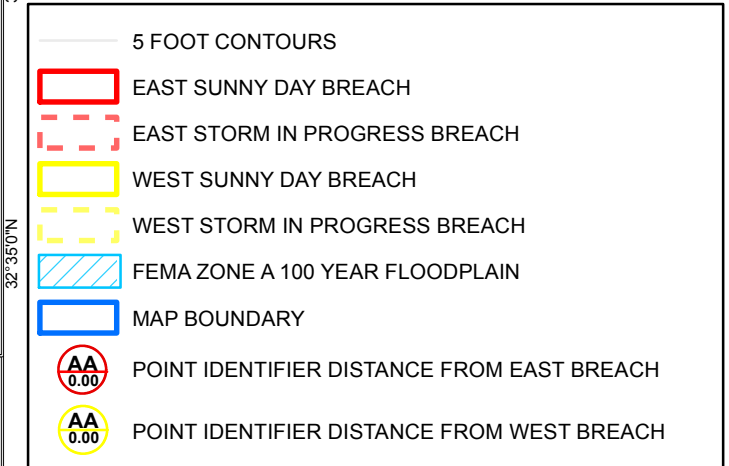 5 FOOT CONTOURS
EAST SUNNY DAY BREACH
EAST STORM IN PROGRESS BREACH
WEST SUNNY DAY BREACH
WEST STORM IN PROGRESS BREACH
32°35'0"N
FEMA ZONE A 100 YEAR FLOODPLAIN
MAP BOUNDARY
AA
0.00
POINT IDENTIFIER DISTANCE FROM EAST BREACH
AA
0.00
POINT IDENTIFIER DISTANCE FROM WEST BREACH